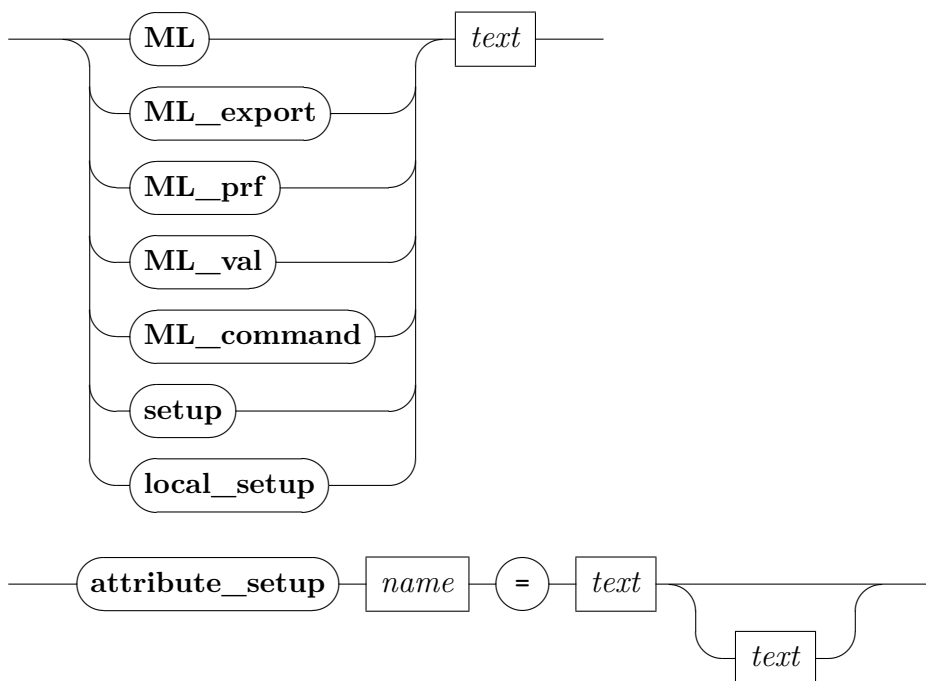 ML text
ML_export
ML_prf
ML_val
ML_command
setup
local_setup
attribute_setup name = text
text